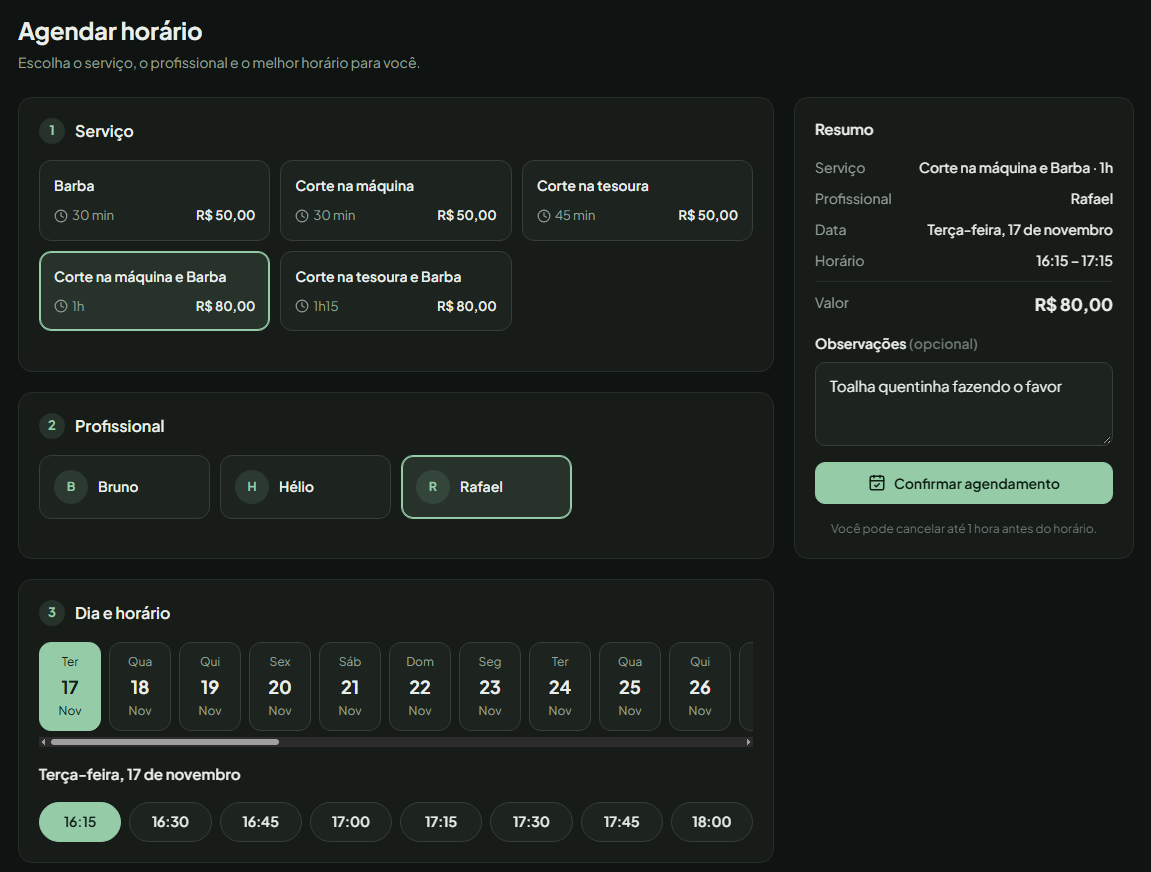 Agendar horário
Escolha o serviço, o profissional e o melhor horário para você.
1 Serviço
Barba
30 min R$ 50,00
Corte na máquina
30 min R$ 50,00
Corte na tesoura
45 min R$ 50,00
Corte na máquina e Barba
1h R$ 80,00
Corte na tesoura e Barba
1h15 R$ 80,00
2 Profissional
B Bruno
H Hélio
R Rafael
3 Dia e horário
Ter
17
Nov
Qua
18
Nov
Qui
19
Nov
Sex
20
Nov
Sáb
21
Nov
Dom
22
Nov
Seg
23
Nov
Ter
24
Nov
Qua
25
Nov
Qui
26
Nov
Terça-feira, 17 de novembro
16:15 16:30 16:45 17:00 17:15 17:30 17:45 18:00
Resumo
Serviço Corte na máquina e Barba · 1h
Profissional Rafael
Data Terça-feira, 17 de novembro
Horário 16:15 – 17:15
Valor R$ 80,00
Observações (opcional)
Toalha quentinha fazendo o favor
Confirmar agendamento
Você pode cancelar até 1 hora antes do horário.